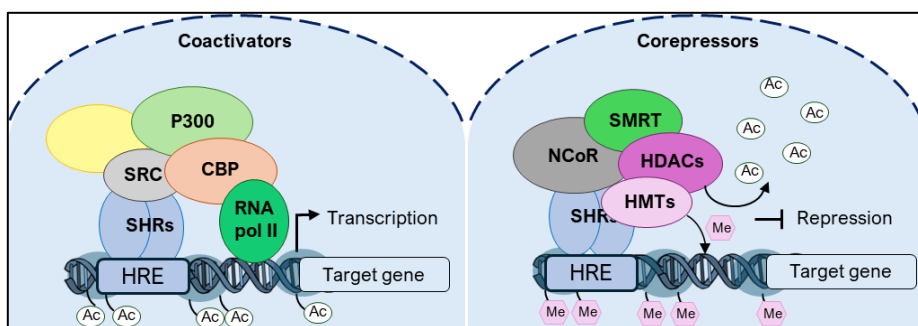 Coactivators
P300
SRC
CBP
SHRs
RNA
pol II
Transcription
HRE
Target gene
Ac
Ac
Ac
Ac
Ac
Corepressors
SMRT
NCoR
HDACs
HMTs
SHRs
Ac
Ac
Ac
Ac
Ac
Me
Repression
HRE
Target gene
Me
Me
Me
Me
Me